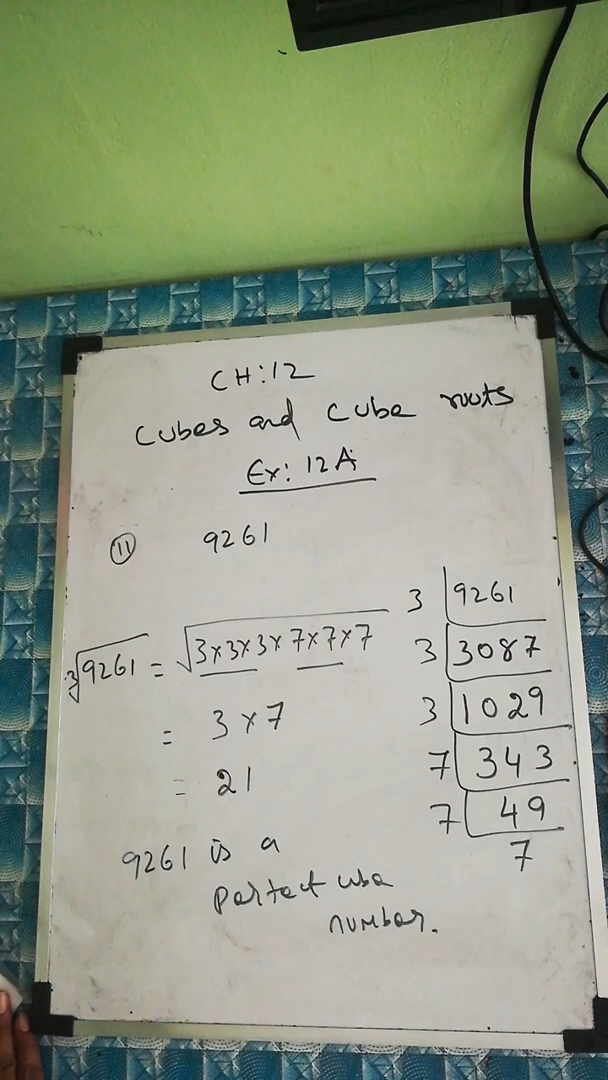 CH:12
Cubes and Cube roots
Ex: 12A
11 9261
∛9261 = √3×3×3×7×7×7
= 3×7
= 21
9261 is a
perfect cube
number.
3 9261
3 3087
3 1029
7 343
7 49
7